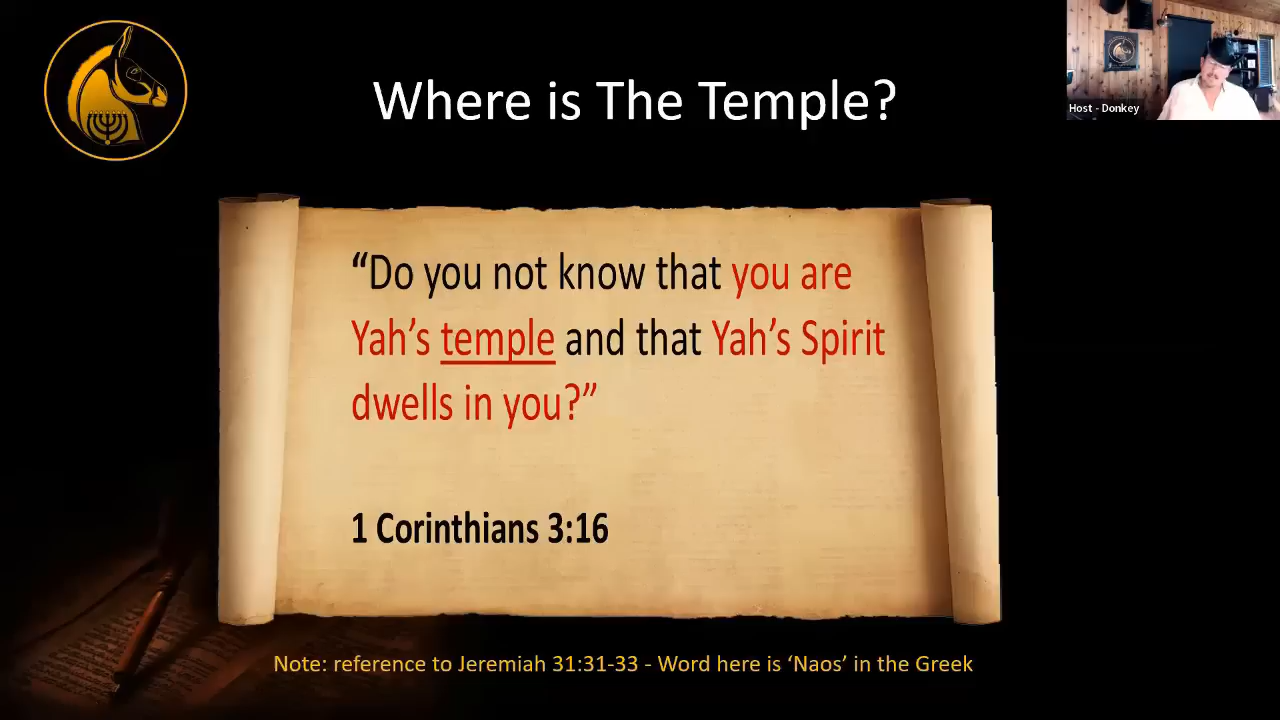 Where is The Temple?
Host - Donkey
“Do you not know that you are
Yah’s temple and that Yah’s Spirit
dwells in you?”
1 Corinthians 3:16
Note: reference to Jeremiah 31:31-33 - Word here is ‘Naos’ in the Greek